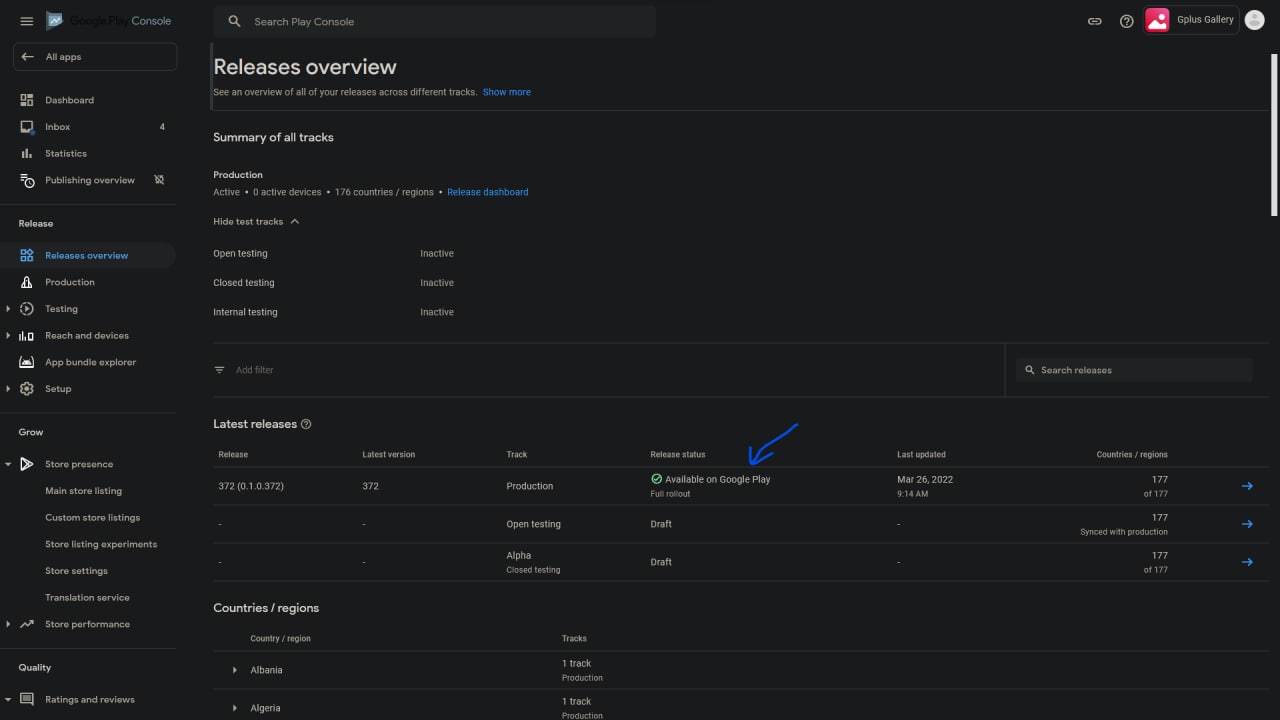 Google Play Console
Search Play Console
Gplus Gallery
All apps
Dashboard
Inbox 4
Statistics
Publishing overview
Release
Releases overview
Production
Testing
Reach and devices
App bundle explorer
Setup
Grow
Store presence
Main store listing
Custom store listings
Store listing experiments
Store settings
Translation service
Store performance
Quality
Ratings and reviews
Releases overview
See an overview of all of your releases across different tracks. Show more
Summary of all tracks
Production
Active • 0 active devices • 176 countries / regions • Release dashboard
Hide test tracks
Open testing Inactive
Closed testing Inactive
Internal testing Inactive
Add filter
Search releases
Latest releases
Release Latest version Track Release status Last updated Countries / regions
372 (0.1.0.372) 372 Production Available on Google Play Mar 26, 2022 177
Full rollout 9:14 AM of 177
- - Open testing Draft - 177
Synced with production
- - Alpha Draft - 177
Closed testing of 177
Countries / regions
Country / region Tracks
Albania 1 track
Production
Algeria 1 track
Production